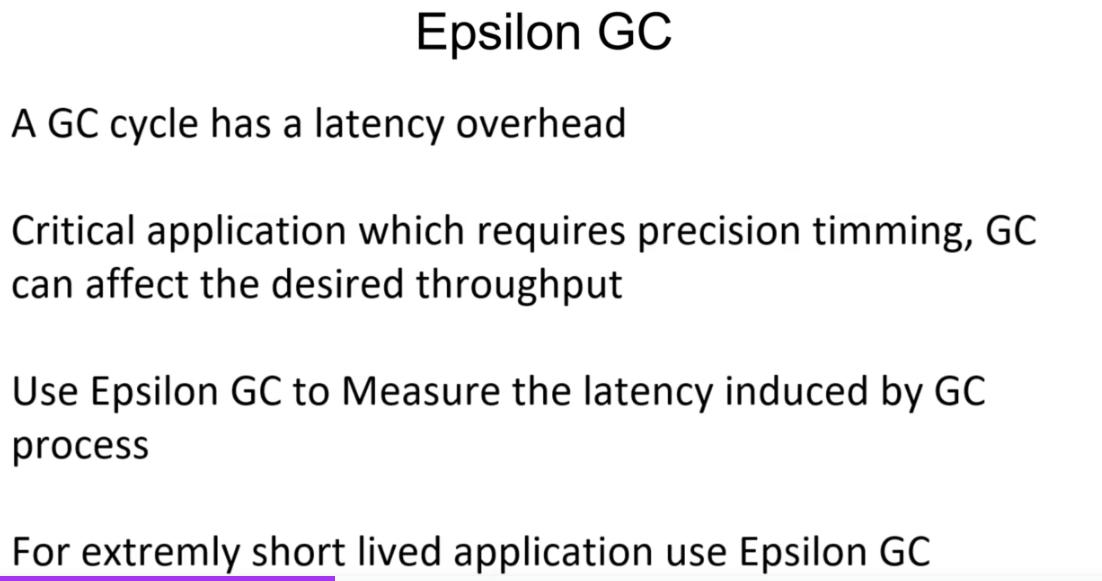 Epsilon GC
A GC cycle has a latency overhead
Critical application which requires precision timming, GC
can affect the desired throughput
Use Epsilon GC to Measure the latency induced by GC
process
For extremly short lived application use Epsilon GC